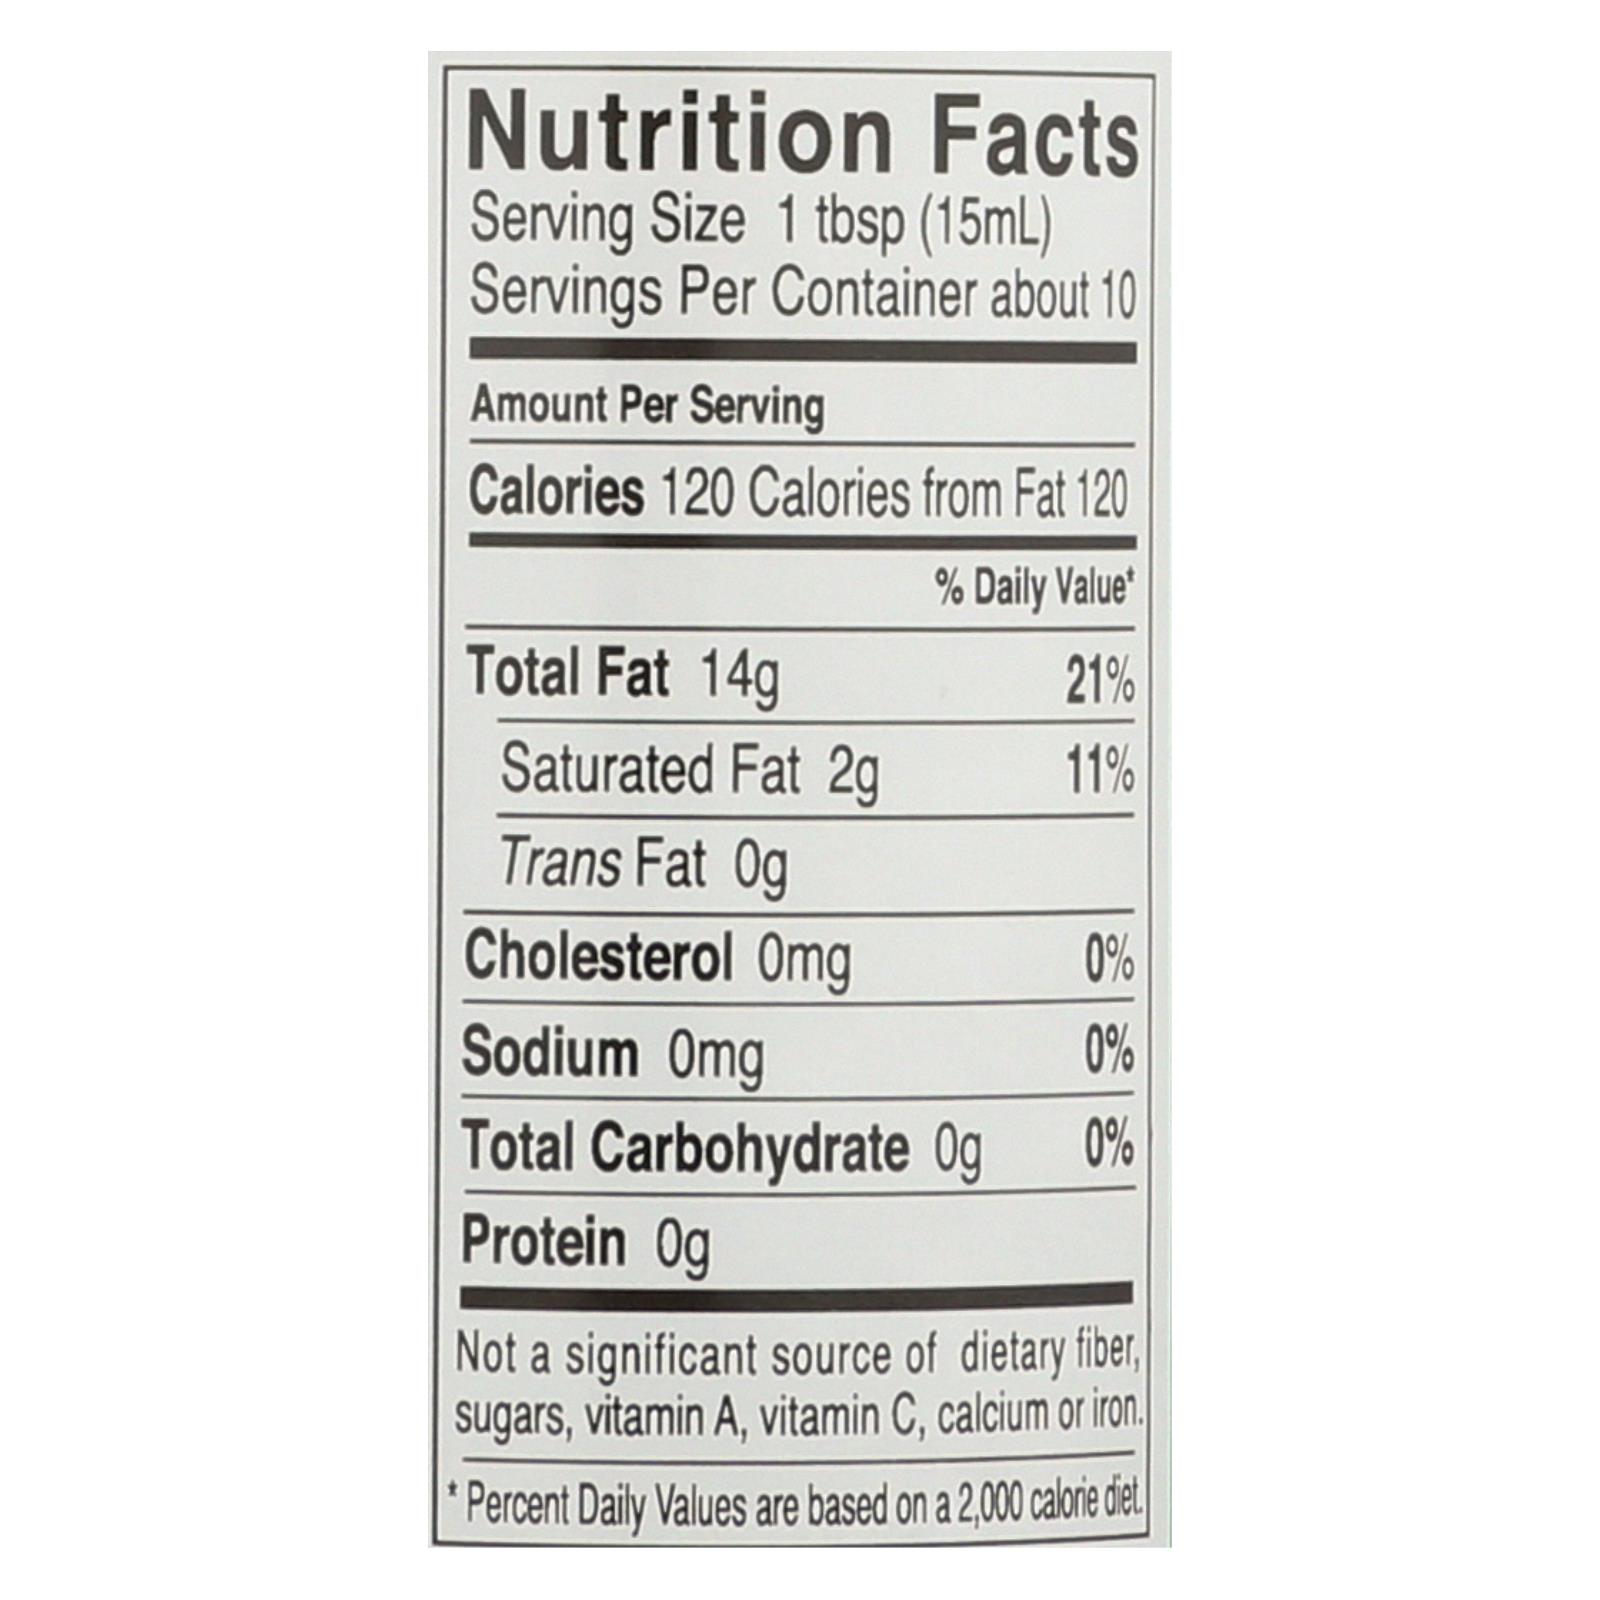 Nutrition Facts
Serving Size 1 tbsp (15mL)
Servings Per Container about 10
Amount Per Serving
Calories 120 Calories from Fat 120
% Daily Value*
Total Fat 14g 21%
Saturated Fat 2g 11%
Trans Fat 0g
Cholesterol 0mg 0%
Sodium 0mg 0%
Total Carbohydrate 0g 0%
Protein 0g
Not a significant source of dietary fiber,
sugars, vitamin A, vitamin C, calcium or iron.
* Percent Daily Values are based on a 2,000 calorie diet.